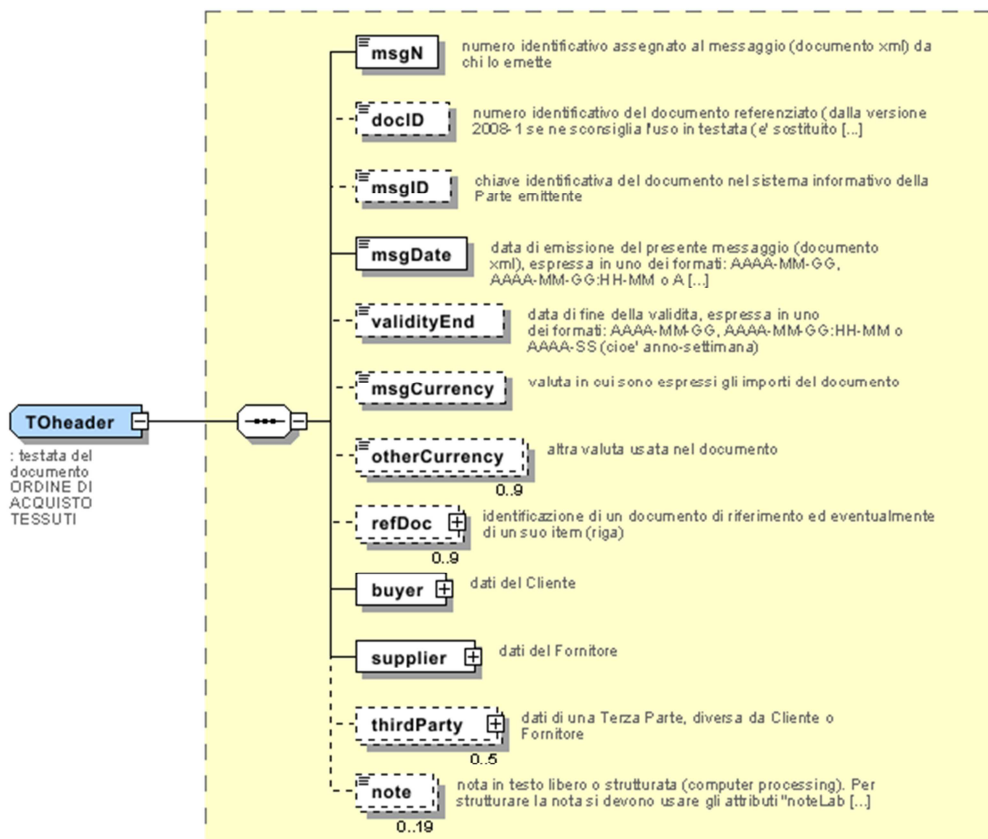 msgN
numero identificativo assegnato al messaggio (documento xml) da
chi lo emette
docID
numero identificativo del documento referenziato (dalla versione
2008-1 se ne sconsiglia l'uso in testata (e' sostituito [...]
msgID
chiave identificativa del documento nel sistema informativo della
Parte emittente
msgDate
data di emissione del presente messaggio (documento
xml), espressa in uno dei formati: AAAA-MM-GG,
AAAA-MM-GG:HH-MM o A [...]
validityEnd
data di fine della validita, espressa in uno
dei formati: AAAA-MM-GG, AAAA-MM-GG:HH-MM o
AAAA-SS (cioe' anno-settimana)
msgCurrency
valuta in cui sono espressi gli importi del documento
TOheader
: testata del
documento
ORDINE DI
ACQUISTO
TESSUTI
otherCurrency
altra valuta usata nel documento
0..9
refDoc
identificazione di un documento di riferimento ed eventualmente
di un suo item (riga)
0..9
buyer
dati del Cliente
supplier
dati del Fornitore
thirdParty
dati di una Terza Parte, diversa da Cliente o
Fornitore
0..5
note
nota in testo libero o strutturata (computer processing). Per
strutturare la nota si devono usare gli attributi "noteLab [...]
0..19